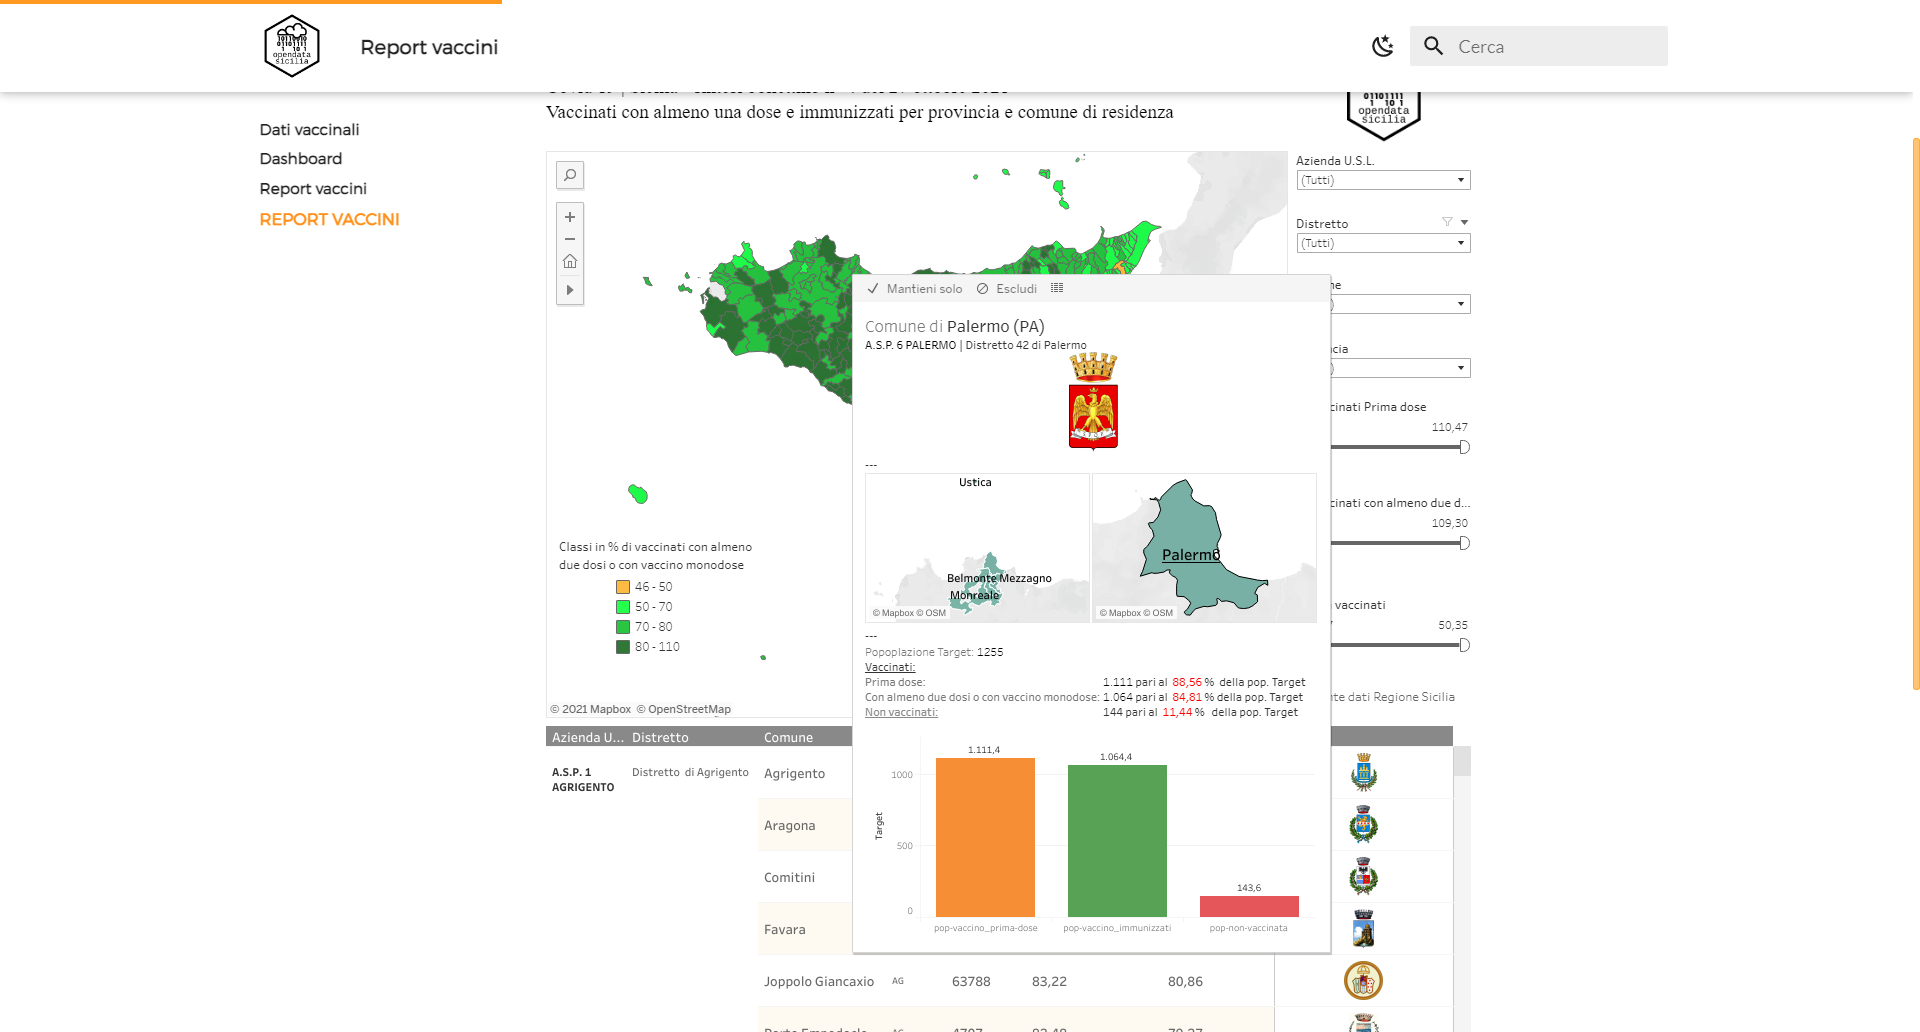 Report vaccini
Cerca
opendata
sicilia
Dati vaccinali
Dashboard
Report vaccini
REPORT VACCINI
Vaccinati con almeno una dose e immunizzati per provincia e comune di residenza
opendata
sicilia
Azienda U.S.L.
(Tutti)
Distretto
(Tutti)
ne
)
cia
)
cinati Prima dose
110,47
cinati con almeno due d...
109,30
vaccinati
50,35
te dati Regione Sicilia
Classi in % di vaccinati con almeno
due dosi o con vaccino monodose
46 - 50
50 - 70
70 - 80
80 - 110
© 2021 Mapbox © OpenStreetMap
Mantieni solo
Escludi
Comune di Palermo (PA)
A.S.P. 6 PALERMO | Distretto 42 di Palermo
---
Ustica
Belmonte Mezzagno
Monreale
© Mapbox © OSM
Palermo
© Mapbox © OSM
---
Popoplazione Target: 1255
Vaccinati:
Prima dose: 1.111 pari al 88,56 % della pop. Target
Con almeno due dosi o con vaccino monodose: 1.064 pari al 84,81 % della pop. Target
Non vaccinati: 144 pari al 11,44 % della pop. Target
Target
1000
500
0
1.111,4
1.064,4
143,6
pop-vaccino_prima-dose
pop-vaccino_immunizzati
pop-non-vaccinata
Azienda U... Distretto Comune
A.S.P. 1
AGRIGENTO
Distretto di Agrigento
Agrigento
Aragona
Comitini
Favara
Joppolo Giancaxio AG 63788 83,22 80,86